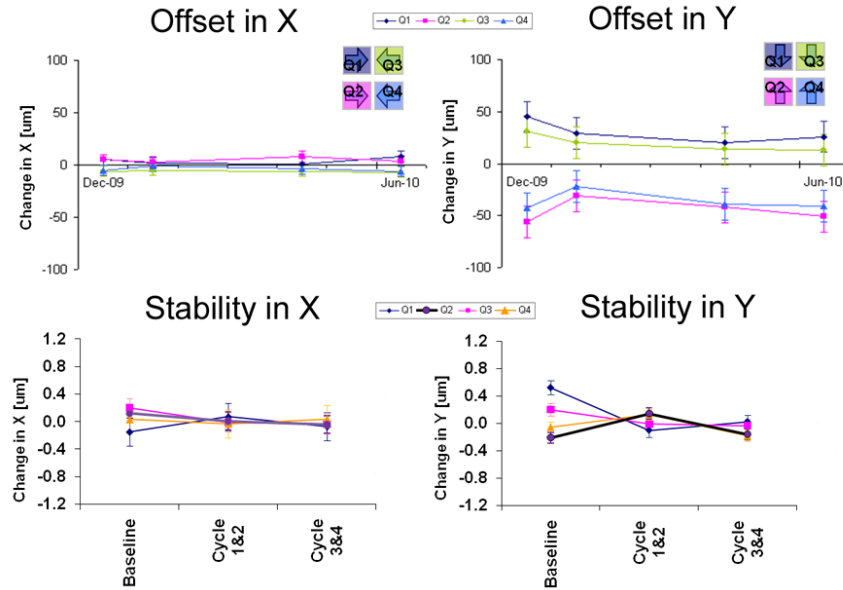 Offset in X
Offset in Y
Q1 Q2 Q3 Q4
Change in X [um]
100
50
0
-50
-100
Dec-09
Jun-10
Q1 Q3
Q2 Q4
Change in Y [um]
100
50
0
-50
-100
Dec-09
Jun-10
Q1 Q3
Q2 Q4
Stability in X
Stability in Y
Q1 Q2 Q3 Q4
Change in X [um]
1.2
0.8
0.4
0.0
-0.4
-0.8
-1.2
Baseline
Cycle
1&2
Cycle
3&4
Change in Y [um]
1.2
0.8
0.4
0.0
-0.4
-0.8
-1.2
Baseline
Cycle
1&2
Cycle
3&4